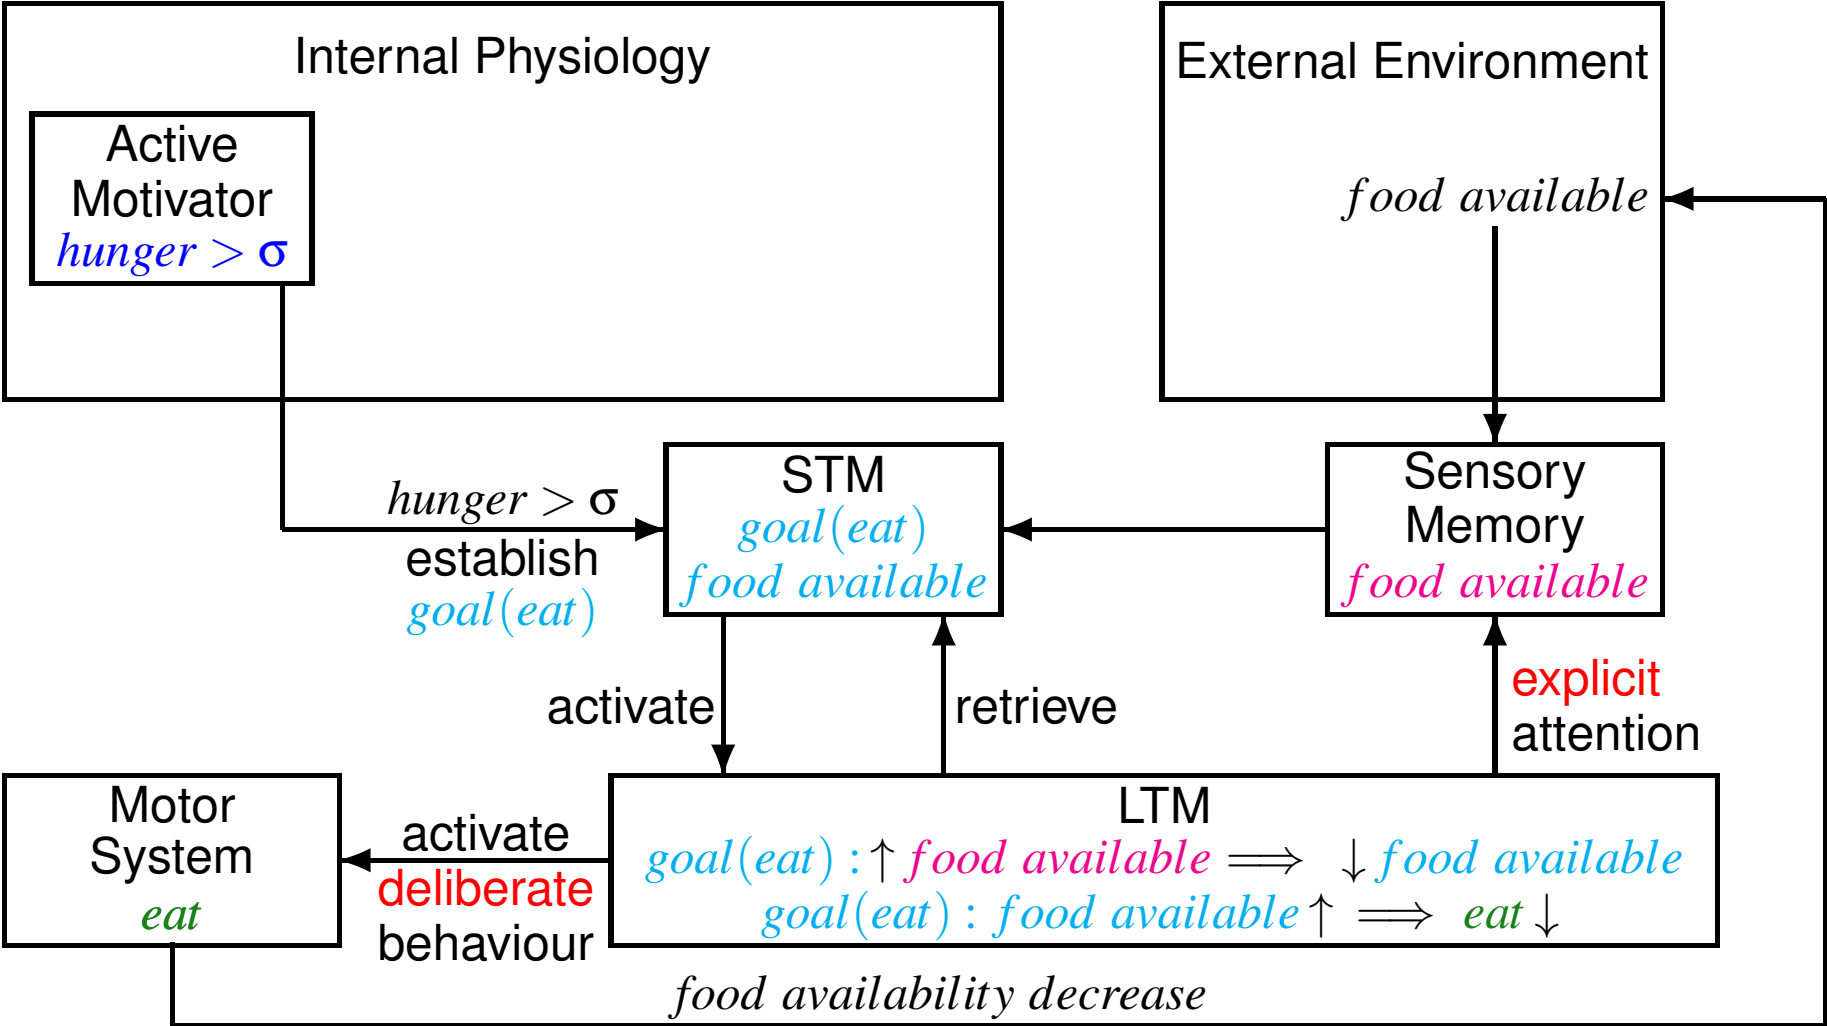 Internal Physiology
External Environment
Active
Motivator
hunger > σ
food available
hunger > σ
establish
goal(eat)
STM
goal(eat)
food available
Sensory
Memory
food available
activate
retrieve
explicit
attention
Motor
System
eat
activate
deliberate
behaviour
LTM
goal(eat) : ↑ food available ⟹ ↓ food available
goal(eat) : food available ↑ ⟹ eat ↓
food availability decrease